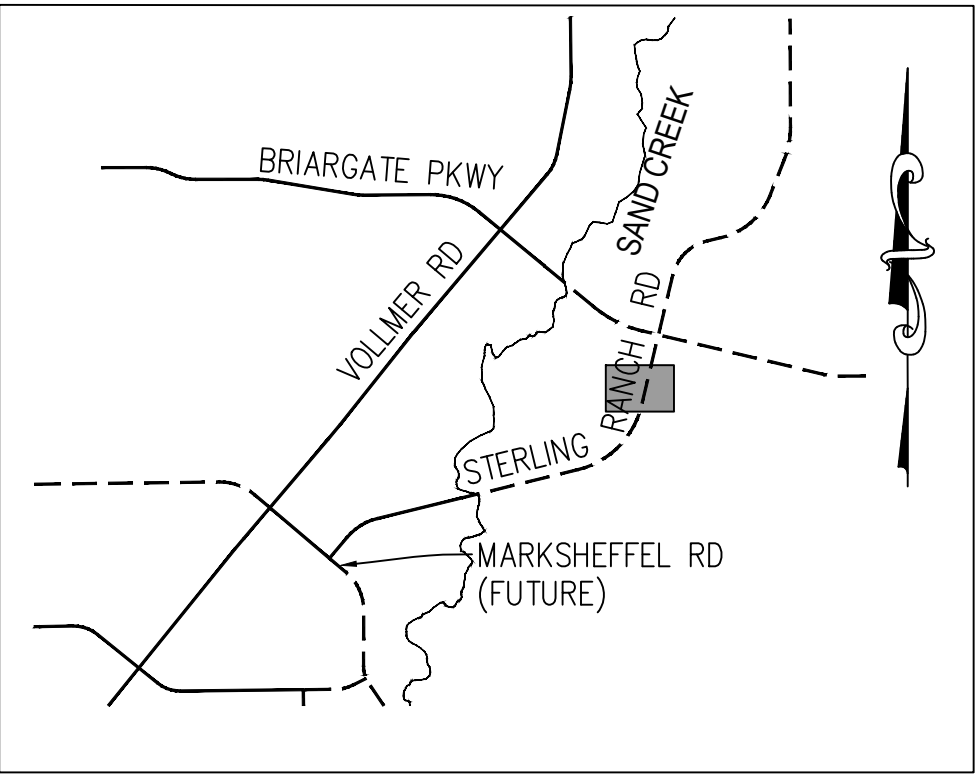 BRIARGATE PKWY
SAND CREEK
VOLLMER RD
STERLING RANCH RD
MARKSHEFFEL RD
(FUTURE)